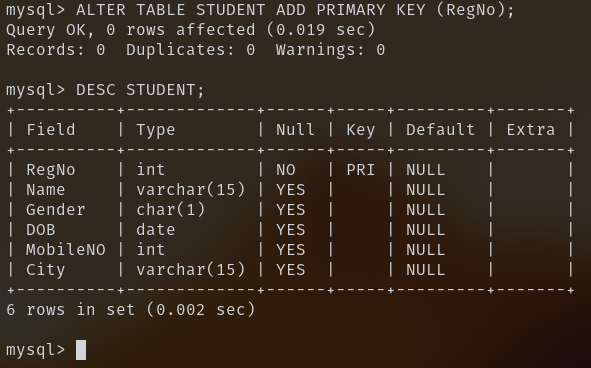 mysql> ALTER TABLE STUDENT ADD PRIMARY KEY (RegNo);
Query OK, 0 rows affected (0.019 sec)
Records: 0  Duplicates: 0  Warnings: 0

mysql> DESC STUDENT;
+----------+-------------+------+-----+---------+-------+
| Field    | Type        | Null | Key | Default | Extra |
+----------+-------------+------+-----+---------+-------+
| RegNo    | int         | NO   | PRI | NULL    |       |
| Name     | varchar(15) | YES  |     | NULL    |       |
| Gender   | char(1)     | YES  |     | NULL    |       |
| DOB      | date        | YES  |     | NULL    |       |
| MobileNO | int         | YES  |     | NULL    |       |
| City     | varchar(15) | YES  |     | NULL    |       |
+----------+-------------+------+-----+---------+-------+
6 rows in set (0.002 sec)

mysql>